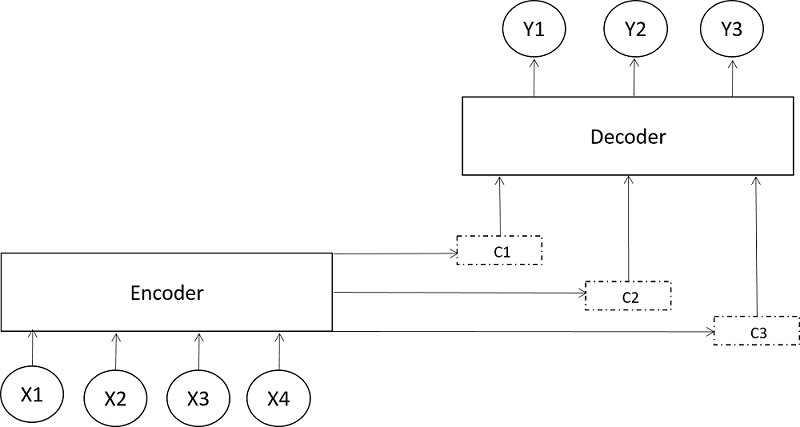 Y1 Y2 Y3
Decoder
C1
Encoder
C2
C3
X1 X2 X3 X4